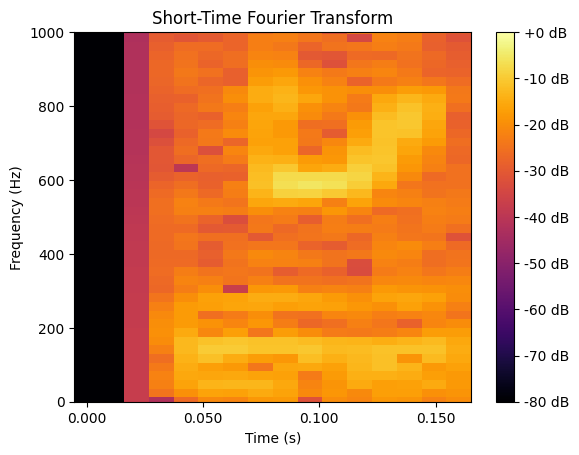 Short-Time Fourier Transform
1000
800
600
400
200
0
Frequency (Hz)
0.000
0.050
0.100
0.150
Time (s)
+0 dB
-10 dB
-20 dB
-30 dB
-40 dB
-50 dB
-60 dB
-70 dB
-80 dB